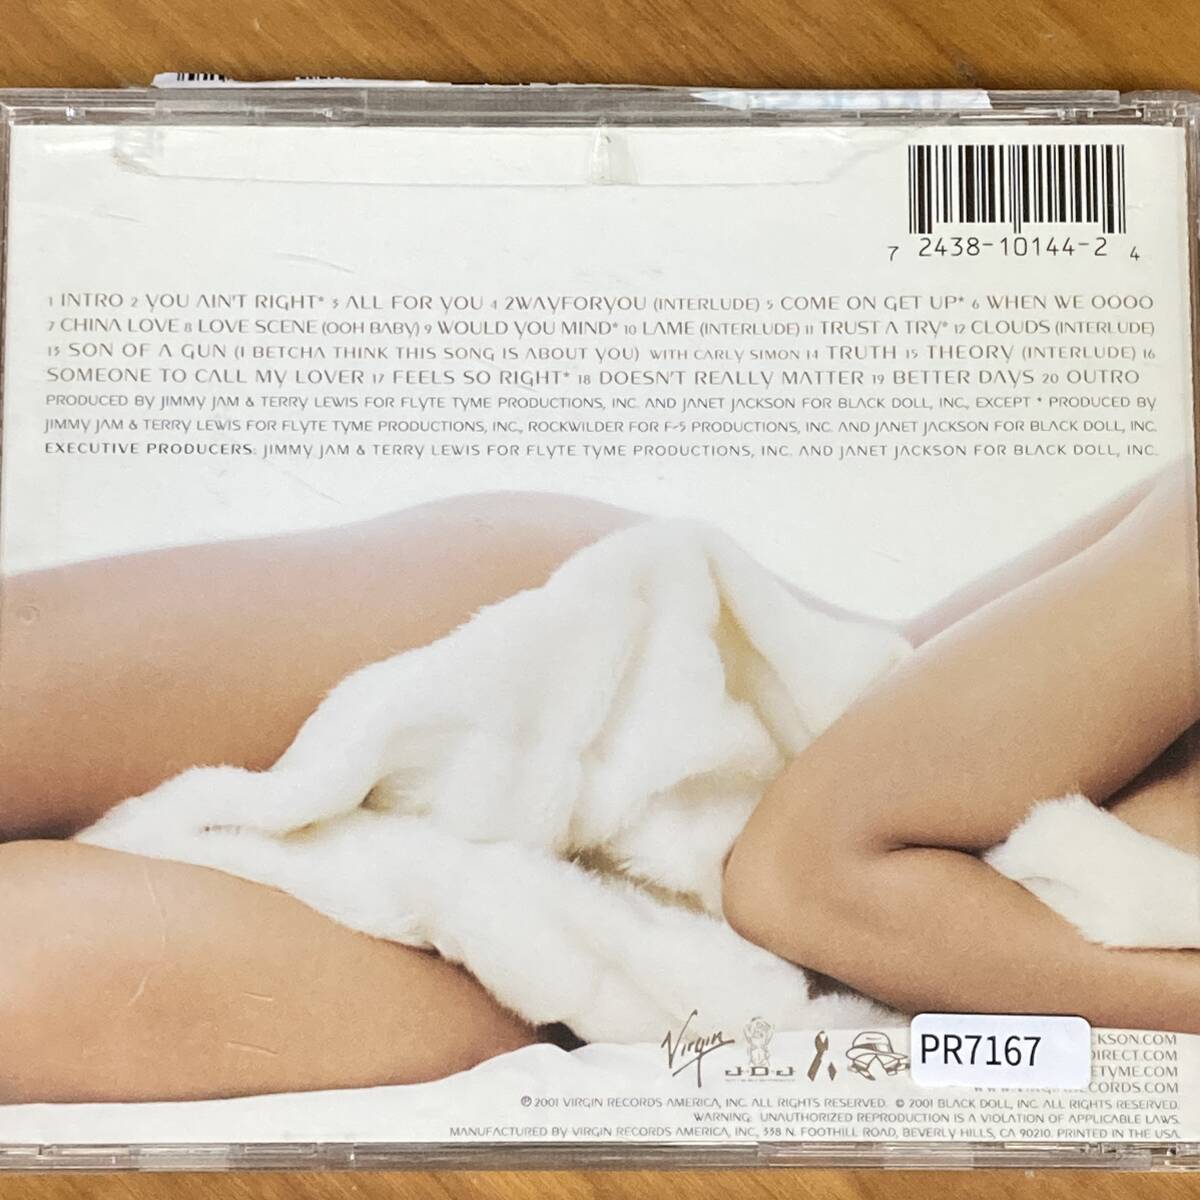 7 2438-10144-2 4
1 INTRO 2 YOU AIN'T RIGHT* 3 ALL FOR YOU 4 2WAYFORYOU (INTERLUDE) 5 COME ON GET UP* 6 WHEN WE OOOO
7 CHINA LOVE 8 LOVE SCENE (OOH BABY) 9 WOULD YOU MIND* 10 LAME (INTERLUDE) 11 TRUST A TRY* 12 CLOUDS (INTERLUDE)
13 SON OF A GUN (I BETCHA THINK THIS SONG IS ABOUT YOU) WITH CARLY SIMON 14 TRUTH 15 THEORY (INTERLUDE) 16
SOMEONE TO CALL MY LOVER 17 FEELS SO RIGHT* 18 DOESN'T REALLY MATTER 19 BETTER DAYS 20 OUTRO
PRODUCED BY JIMMY JAM & TERRY LEWIS FOR FLYTE TYME PRODUCTIONS, INC. AND JANET JACKSON FOR BLACK DOLL, INC., EXCEPT * PRODUCED BY
JIMMY JAM & TERRY LEWIS FOR FLYTE TYME PRODUCTIONS, INC., ROCKWILDER FOR F-5 PRODUCTIONS, INC. AND JANET JACKSON FOR BLACK DOLL, INC.
EXECUTIVE PRODUCERS: JIMMY JAM & TERRY LEWIS FOR FLYTE TYME PRODUCTIONS, INC. AND JANET JACKSON FOR BLACK DOLL, INC.
Virgin J·D·J PR7167
KSON.COM
DIRECT.COM
ETYME.COM
CORDS.COM
℗ 2001 VIRGIN RECORDS AMERICA, INC. ALL RIGHTS RESERVED. © 2001 BLACK DOLL, INC. ALL RIGHTS RESERVED.
WARNING: UNAUTHORIZED REPRODUCTION IS A VIOLATION OF APPLICABLE LAWS.
MANUFACTURED BY VIRGIN RECORDS AMERICA, INC., 338 N. FOOTHILL ROAD, BEVERLY HILLS, CA 90210. PRINTED IN THE USA.